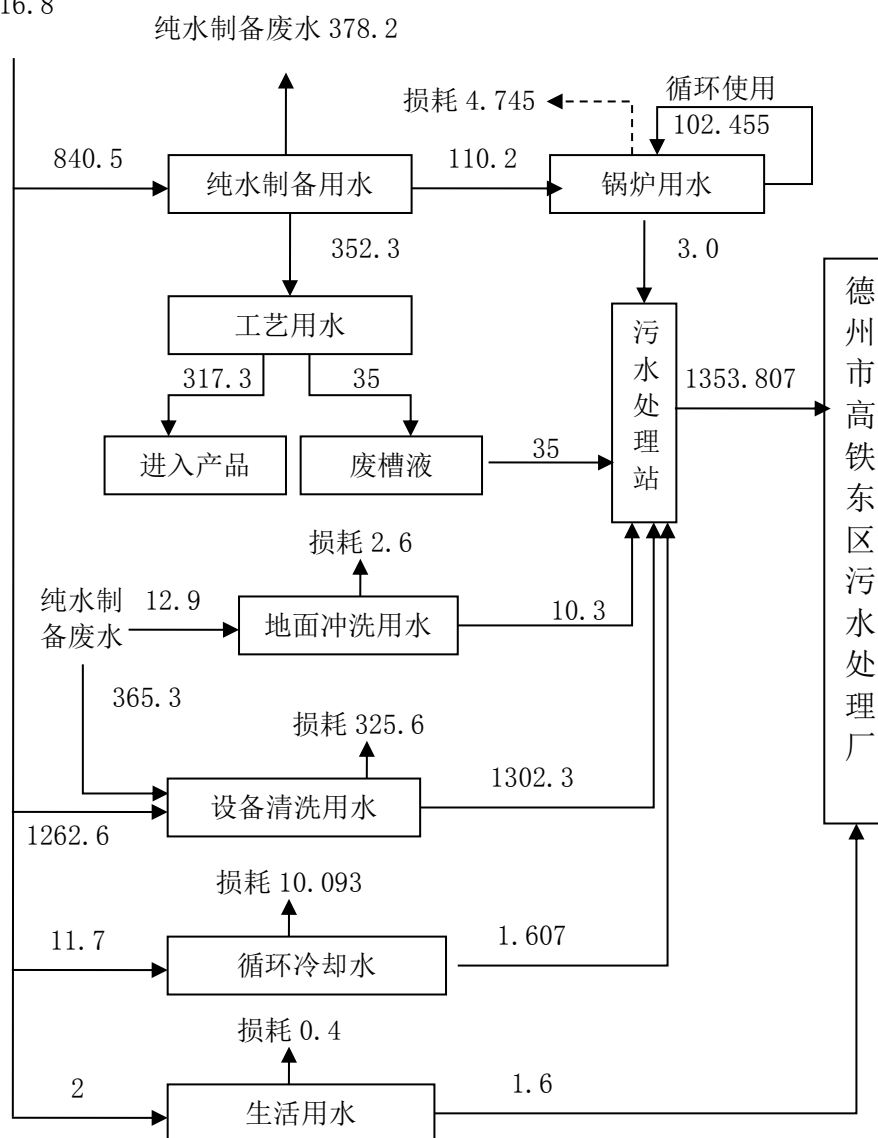 16.8
纯水制备废水 378.2
损耗 4.745
循环使用
102.455
840.5
纯水制备用水
110.2
锅炉用水
352.3
3.0
工艺用水
317.3
35
进入产品
废槽液
35
污水处理站
1353.807
德州市高铁东区污水处理厂
损耗 2.6
纯水制
备废水
12.9
地面冲洗用水
10.3
365.3
损耗 325.6
设备清洗用水
1302.3
1262.6
损耗 10.093
11.7
循环冷却水
1.607
损耗 0.4
2
生活用水
1.6